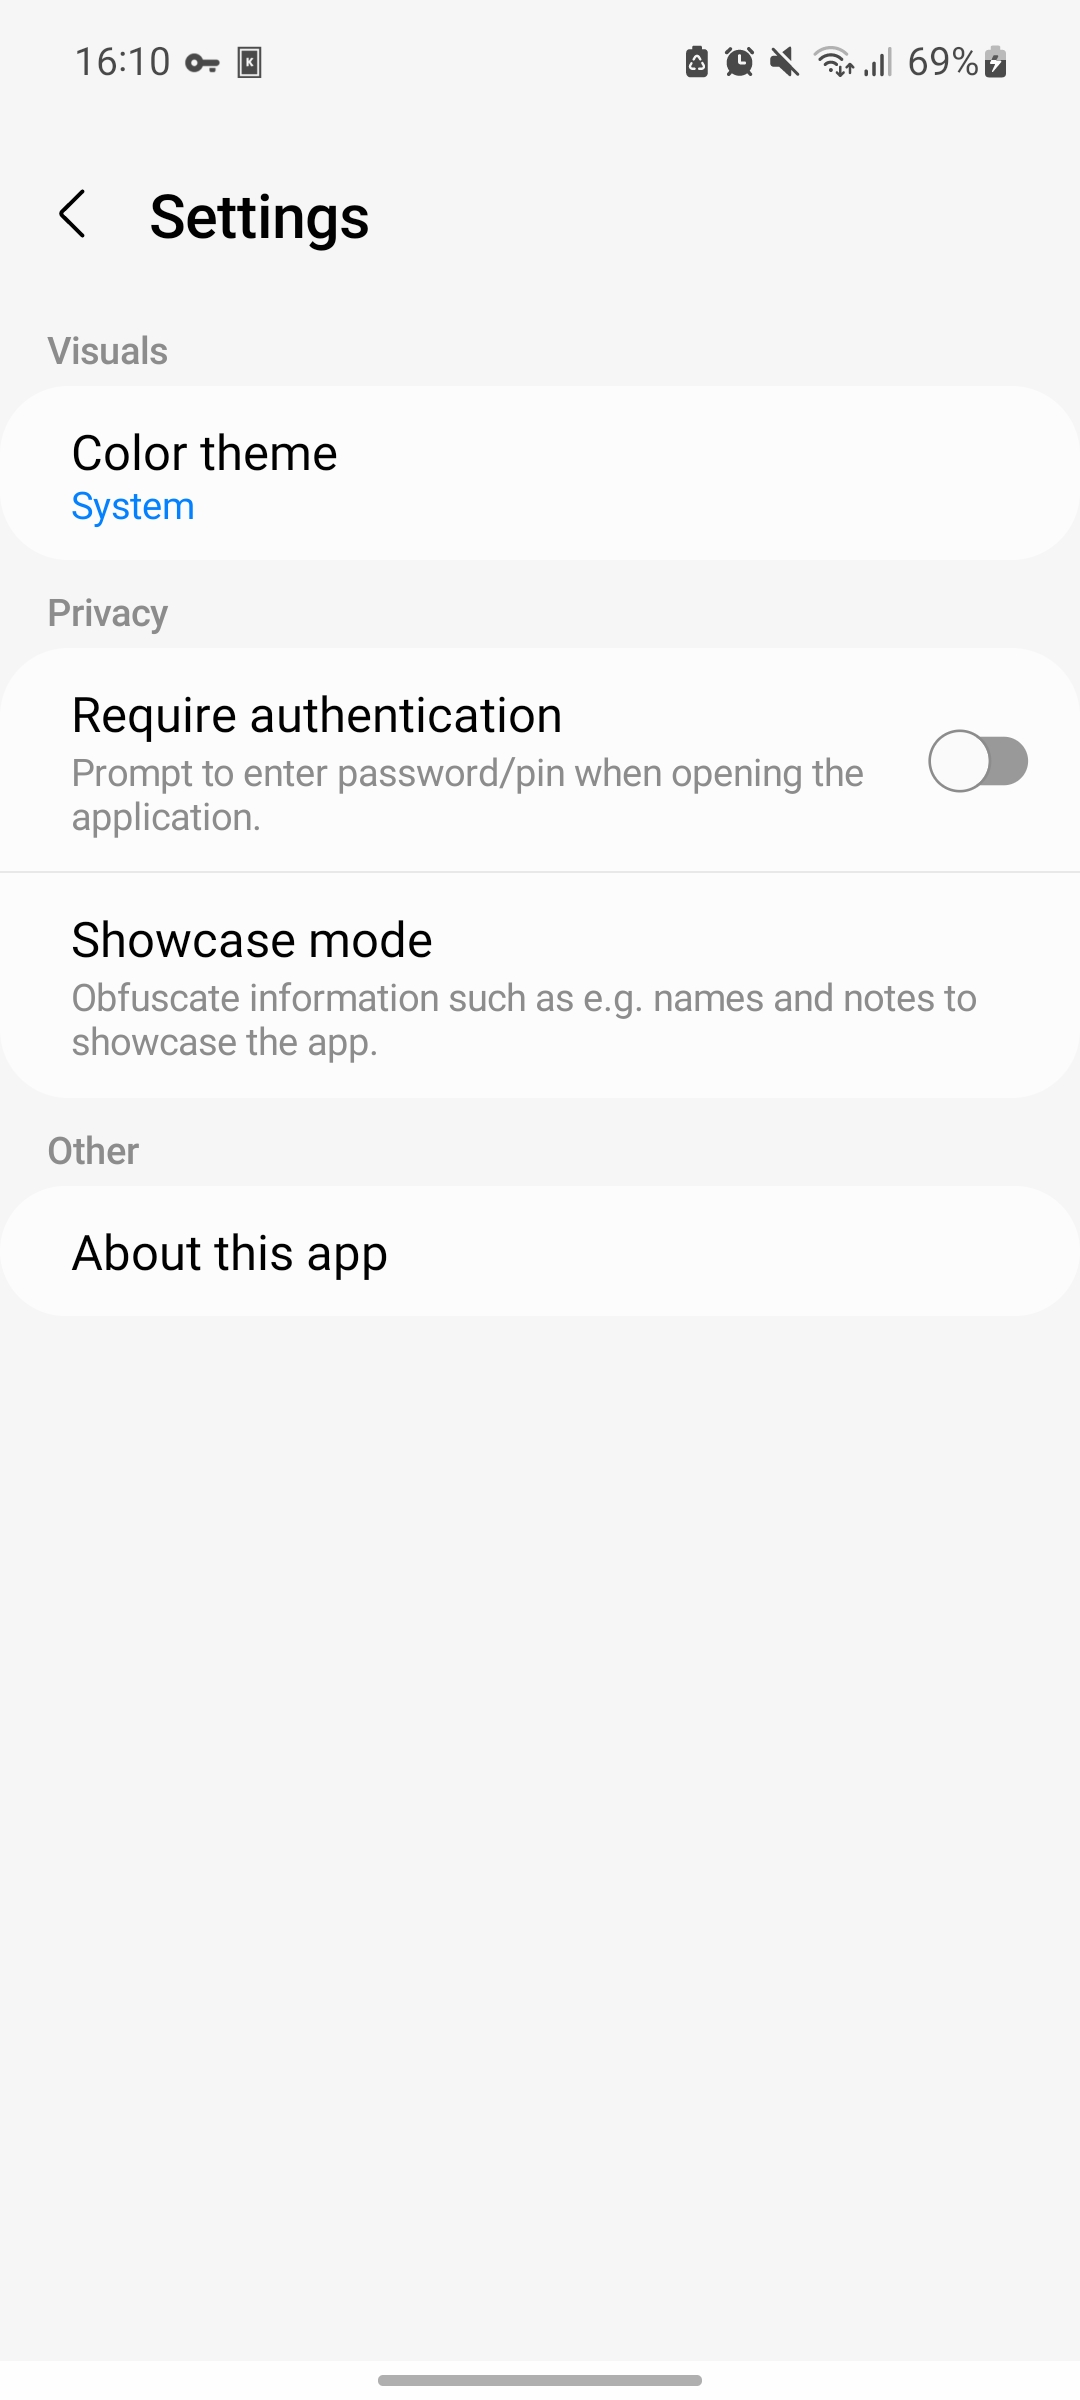 16:10
69%
Settings
Visuals
Color theme
System
Privacy
Require authentication
Prompt to enter password/pin when opening the
application.
Showcase mode
Obfuscate information such as e.g. names and notes to
showcase the app.
Other
About this app